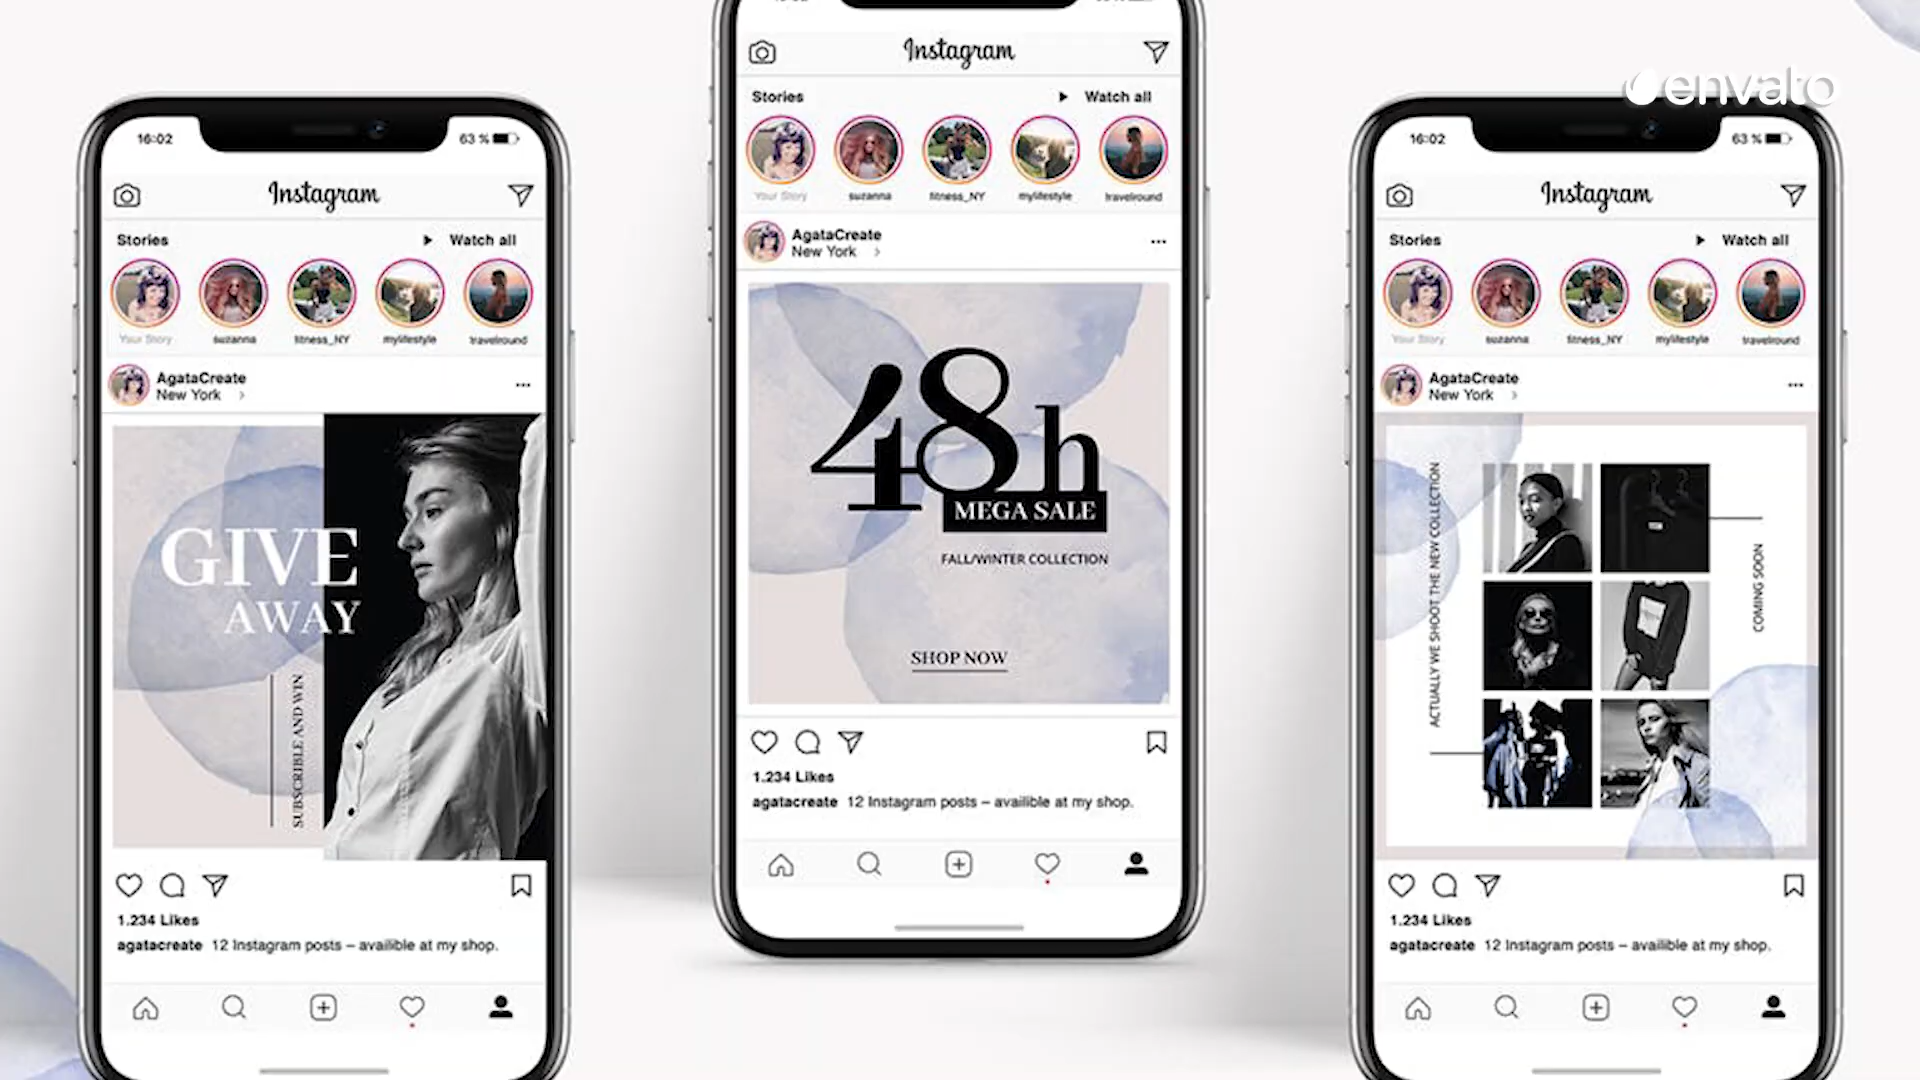 envato
16:02
63 %
Instagram
Stories
Watch all
Your Story
suzanna
fitness_NY
mylifestyle
travelround
AgataCreate
New York
GIVE
AWAY
SUBSCRIBLE AND WIN
1.234 Likes
agatacreate 12 Instagram posts – availible at my shop.
Instagram
Stories
Watch all
Your Story
suzanna
fitness_NY
mylifestyle
travelround
AgataCreate
New York
48h
MEGA SALE
FALL/WINTER COLLECTION
SHOP NOW
1.234 Likes
agatacreate 12 Instagram posts – availible at my shop.
16:02
63 %
Instagram
Stories
Watch all
Your Story
suzanna
fitness_NY
mylifestyle
travelround
AgataCreate
New York
ACTUALLY WE SHOOT THE NEW COLLECTION
COMING SOON
1.234 Likes
agatacreate 12 Instagram posts – availible at my shop.